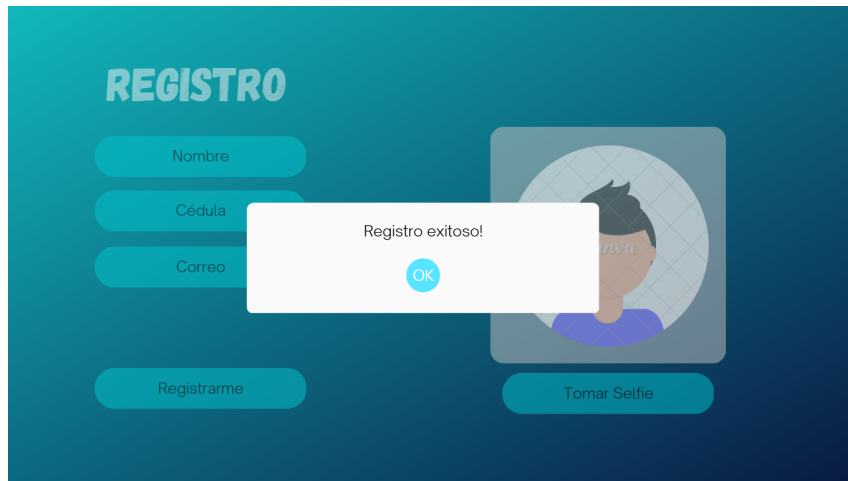 REGISTRO
Nombre
Cédula
Correo
Registro exitoso!
OK
Registrarme
Tomar Selfie